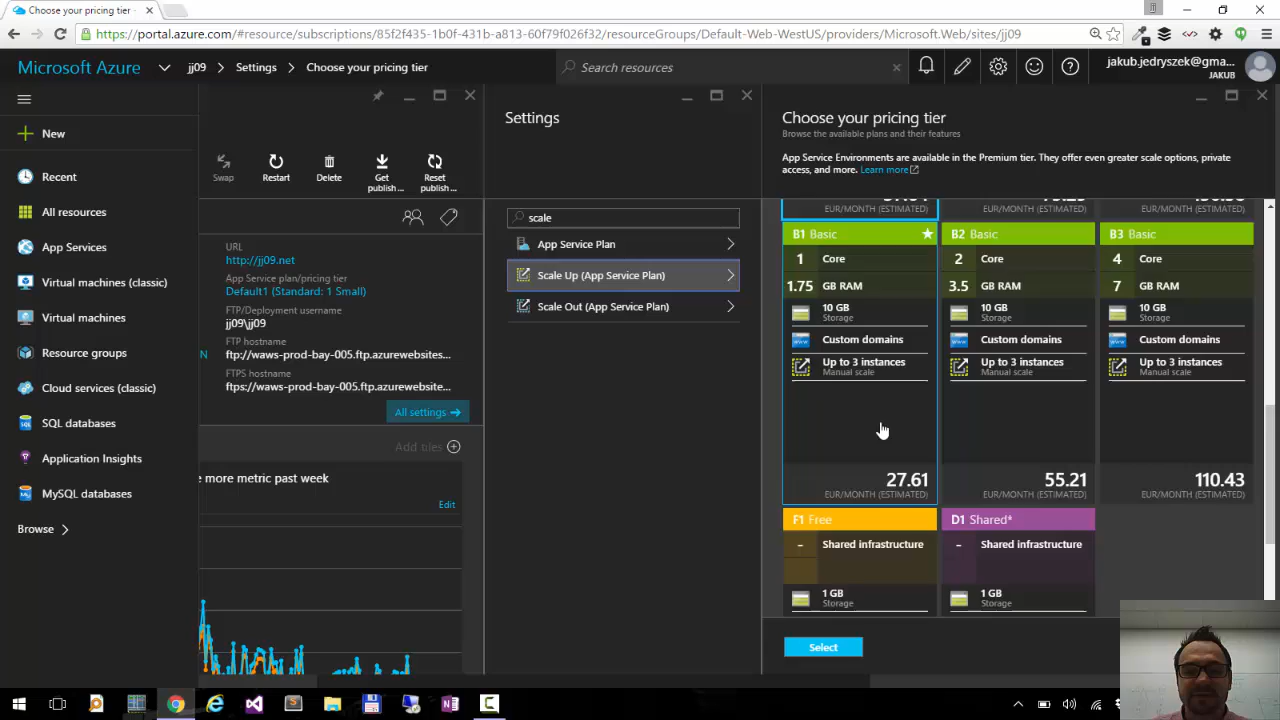 Choose your pricing tier -
https://portal.azure.com/#resource/subscriptions/85f2f435-1b0f-431b-a813-60f79f026f32/resourceGroups/Default-Web-WestUS/providers/Microsoft.Web/sites/jj09
Microsoft Azure
jj09
Settings
Choose your pricing tier
Search resources
jakub.jedryszek@gma...
JAKUB
New
Recent
All resources
App Services
Virtual machines (classic)
Virtual machines
Resource groups
Cloud services (classic)
SQL databases
Application Insights
MySQL databases
Browse
Swap
Restart
Delete
Get
publish...
Reset
publish...
URL
http://jj09.net
App Service plan/pricing tier
Default1 (Standard: 1 Small)
FTP/Deployment username
jj09\jj09
FTP hostname
N
ftp://waws-prod-bay-005.ftp.azurewebsites...
FTPS hostname
ftps://waws-prod-bay-005.ftp.azurewebsite...
All settings
Add tiles
e more metric past week
Edit
Settings
scale
App Service Plan
Scale Up (App Service Plan)
Scale Out (App Service Plan)
Choose your pricing tier
Browse the available plans and their features
App Service Environments are available in the Premium tier. They offer even greater scale options, private
access, and more. Learn more
EUR/MONTH (ESTIMATED)
EUR/MONTH (ESTIMATED)
EUR/MONTH (ESTIMATED)
B1 Basic
1 Core
1.75 GB RAM
10 GB
Storage
Custom domains
Up to 3 instances
Manual scale
27.61
EUR/MONTH (ESTIMATED)
B2 Basic
2 Core
3.5 GB RAM
10 GB
Storage
Custom domains
Up to 3 instances
Manual scale
55.21
EUR/MONTH (ESTIMATED)
B3 Basic
4 Core
7 GB RAM
10 GB
Storage
Custom domains
Up to 3 instances
Manual scale
110.43
EUR/MONTH (ESTIMATED)
F1 Free
- Shared infrastructure
1 GB
Storage
D1 Shared*
- Shared infrastructure
1 GB
Storage
Select